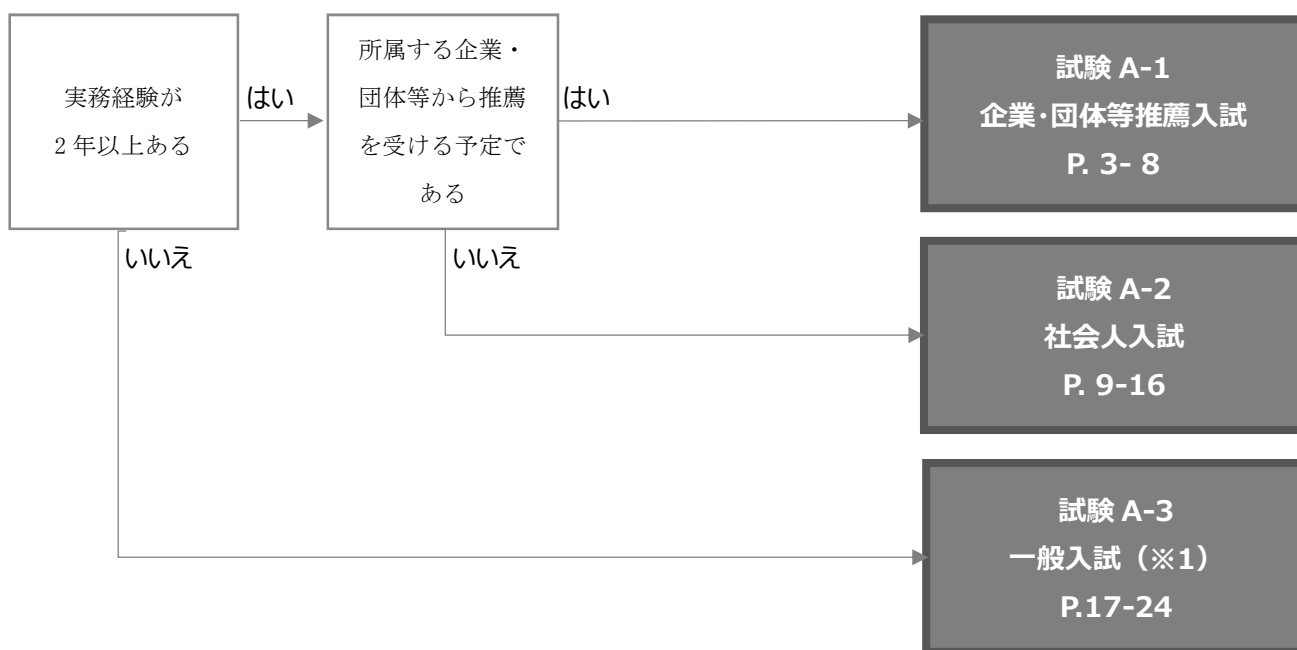 実務経験が
２年以上ある
はい
所属する企業・
団体等から推薦
を受ける予定で
ある
はい
試験 A-1
企業・団体等推薦入試
P. 3- 8
いいえ
いいえ
試験 A-2
社会人入試
P. 9-16
試験 A-3
一般入試（※1）
P.17-24